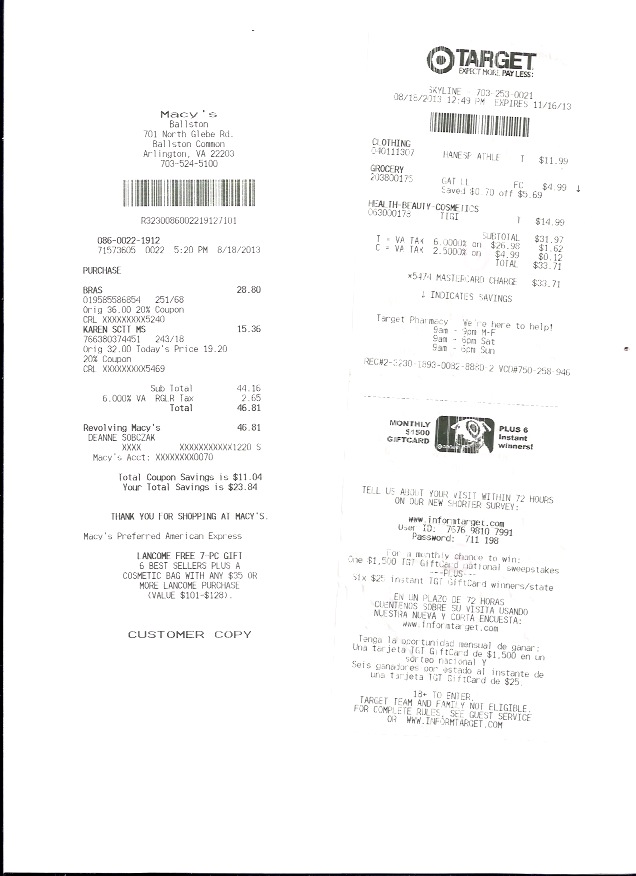 Macy's
Ballston
701 North Glebe Rd.
Ballston Common
Arlington, VA 22203
703-524-5100
R3230086002219127101
086-0022-1912
71573605 0022 5:20 PM 8/18/2013
PURCHASE
BRAS 28.80
019585586854 251/68
Orig 36.00 20% Coupon
CRL XXXXXXXXX5240
KAREN SCTT MS 15.36
766380374451 243/18
Orig 32.00 Today's Price 19.20
20% Coupon
CRL XXXXXXXXX5469
Sub Total 44.16
6.000% VA RGLR Tax 2.65
Total 46.81
Revolving Macy's 46.81
DEANNE SOBCZAK
XXXX XXXXXXXXXXX1220 S
Macy's Acct: XXXXXXXX0070
Total Coupon Savings is $11.04
Your Total Savings is $23.84
THANK YOU FOR SHOPPING AT MACY'S.
Macy's Preferred American Express
LANCOME FREE 7-PC GIFT
6 BEST SELLERS PLUS A
COSMETIC BAG WITH ANY $35 OR
MORE LANCOME PURCHASE
(VALUE $101-$128).
CUSTOMER COPY
TARGET
EXPECT MORE. PAY LESS.
SKYLINE - 703-253-0021
08/18/2013 12:49 PM EXPIRES 11/16/13
CLOTHING
040111307 HANESP ATHLE T $11.99
GROCERY
203800175 FC $4.99 ↓
Saved $0.70 off $5.69
HEALTH-BEAUTY-COSMETICS
063000173 TIGI T $14.99
SUBTOTAL $31.97
T = VA TAX 6.0000% on $26.98 $1.62
C = VA TAX 2.5000% on $4.99 $0.12
TOTAL $33.71
*5474 MASTERCARD CHARGE $33.71
↓ INDICATES SAVINGS
Target Pharmacy. We're here to help!
9am - 9pm M-F
9am - 6pm Sat
9am - 6pm Sun
REC#2-3230-1893-0082-8880-2 VCD#750-258-946
MONTHLY
$1500
GIFTCARD
PLUS 6
Instant
winners!
TELL US ABOUT YOUR VISIT WITHIN 72 HOURS
ON OUR NEW SHORTER SURVEY:
www.informtarget.com
User ID: 7676 9810 7991
Password: 711 198
For a monthly chance to win:
One $1,500 TGT GiftCard national sweepstakes
---PLUS---
Six $25 instant TGT GiftCard winners/state
EN UN PLAZO DE 72 HORAS
CUENTENOS SOBRE SU VISITA USANDO
NUESTRA NUEVA Y CORTA ENCUESTA:
www.informtarget.com
Tenga la oportunidad mensual de ganar:
Una tarjeta TGT GiftCard de $1,500 en un
sorteo nacional Y
Seis ganadores por estado al instante de
una tarjeta TGT GiftCard de $25.
18+ TO ENTER.
TARGET TEAM AND FAMILY NOT ELIGIBLE.
FOR COMPLETE RULES, SEE GUEST SERVICE
OR WWW.INFORMTARGET.COM